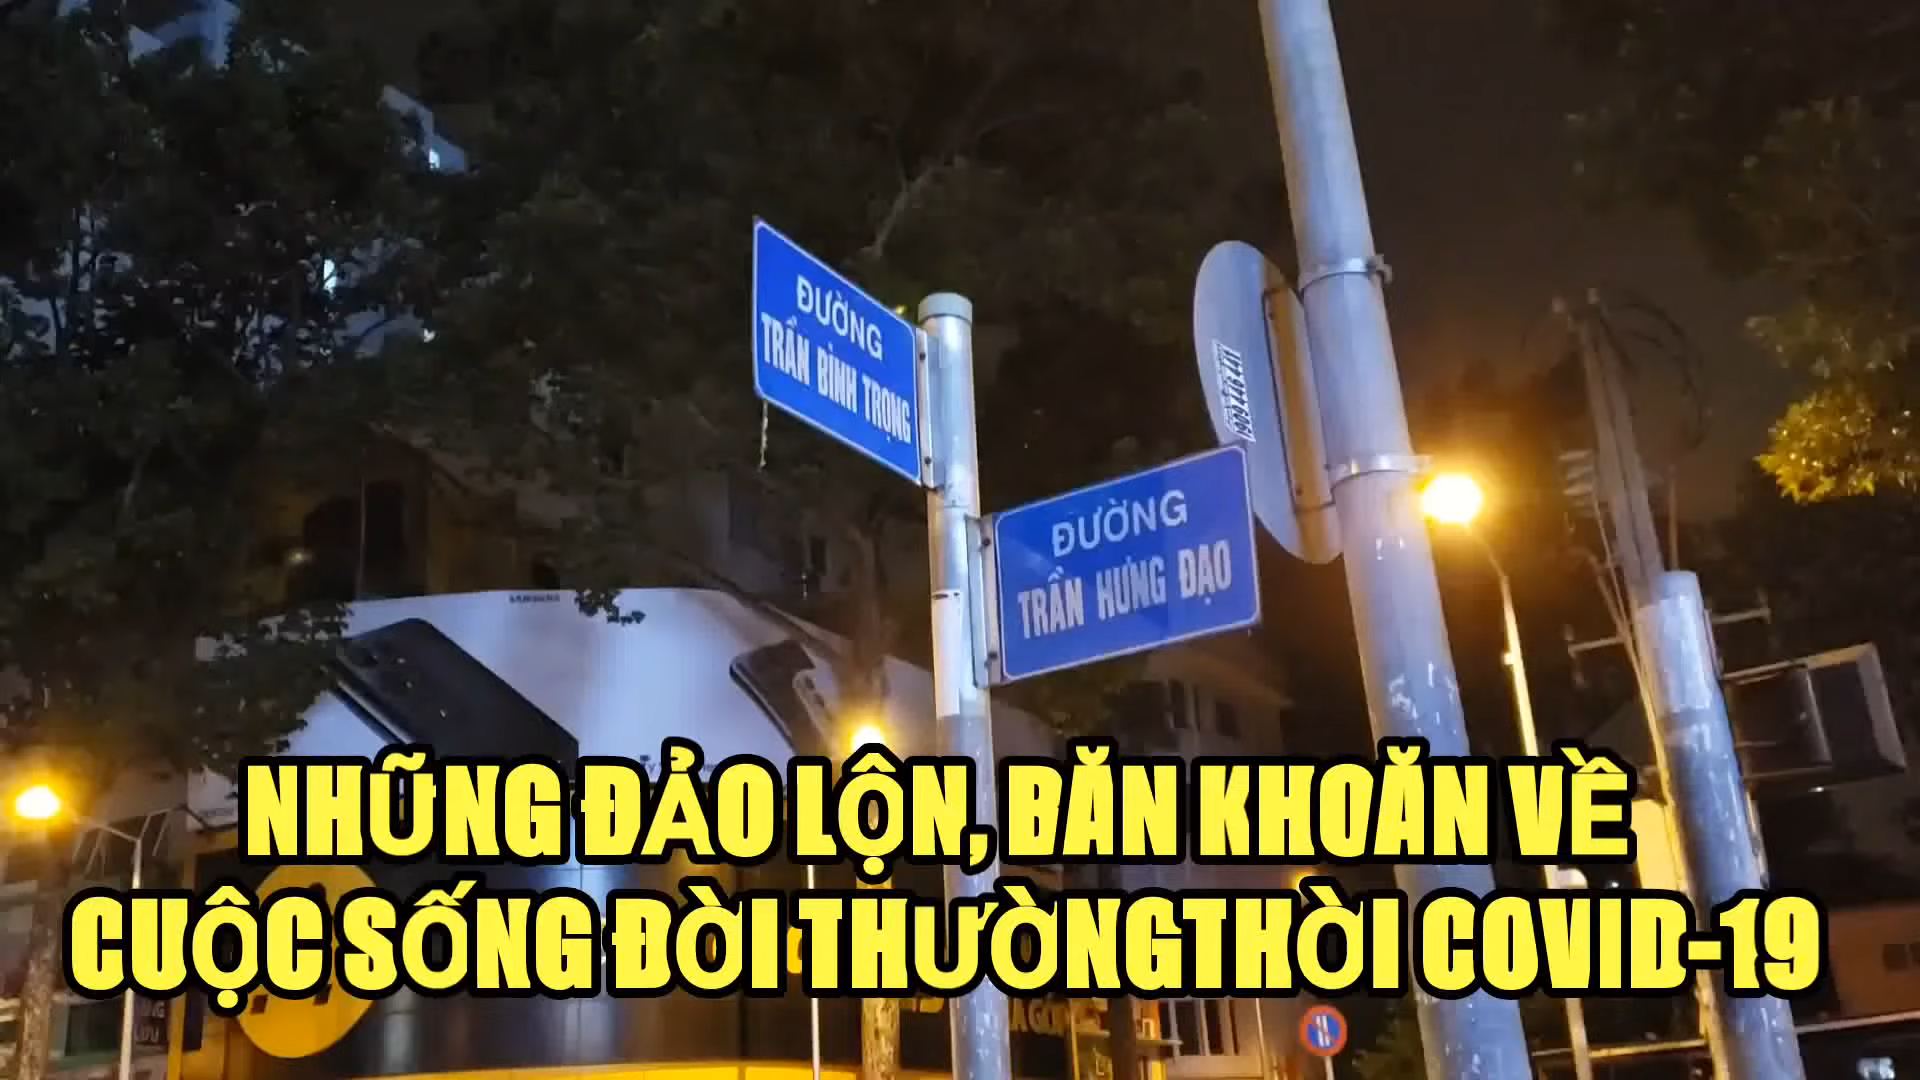 ĐƯỜNG
TRẦN BÌNH TRỌNG
ĐƯỜNG
TRẦN HƯNG ĐẠO
SAMSUNG
NHỮNG ĐẢO LỘN, BĂN KHOĂN VỀ
CUỘC SỐNG ĐỜI THƯỜNGTHỜI COVID-19